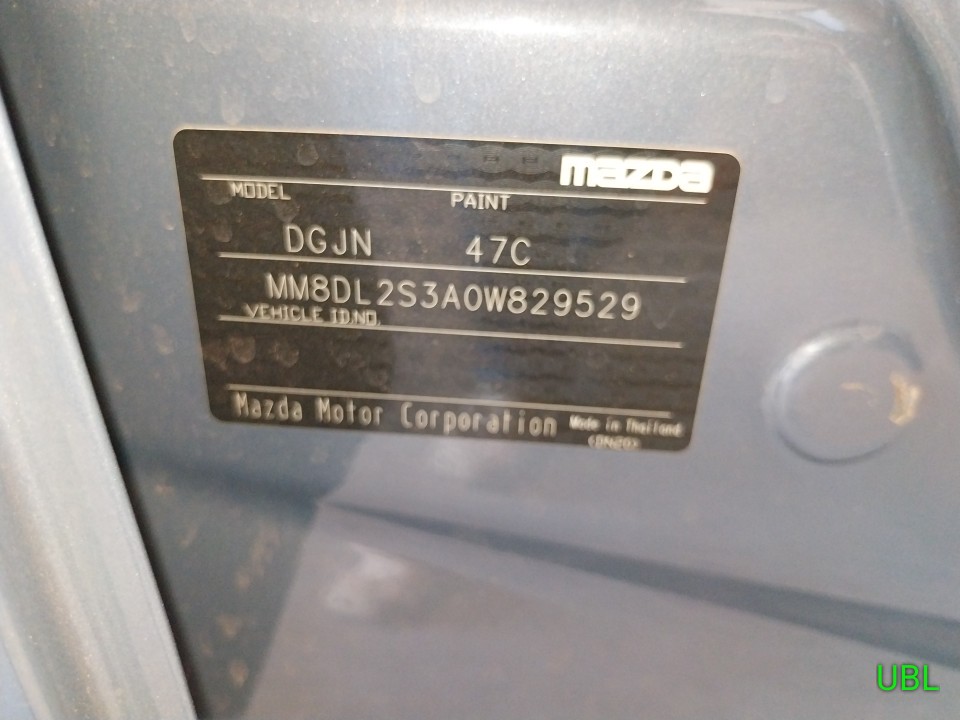 mazda
MODEL PAINT
DGJN 47C
MM8DL2S3A0W829529
VEHICLE ID.NO.
Mazda Motor Corporation Made in Thailand
UBL